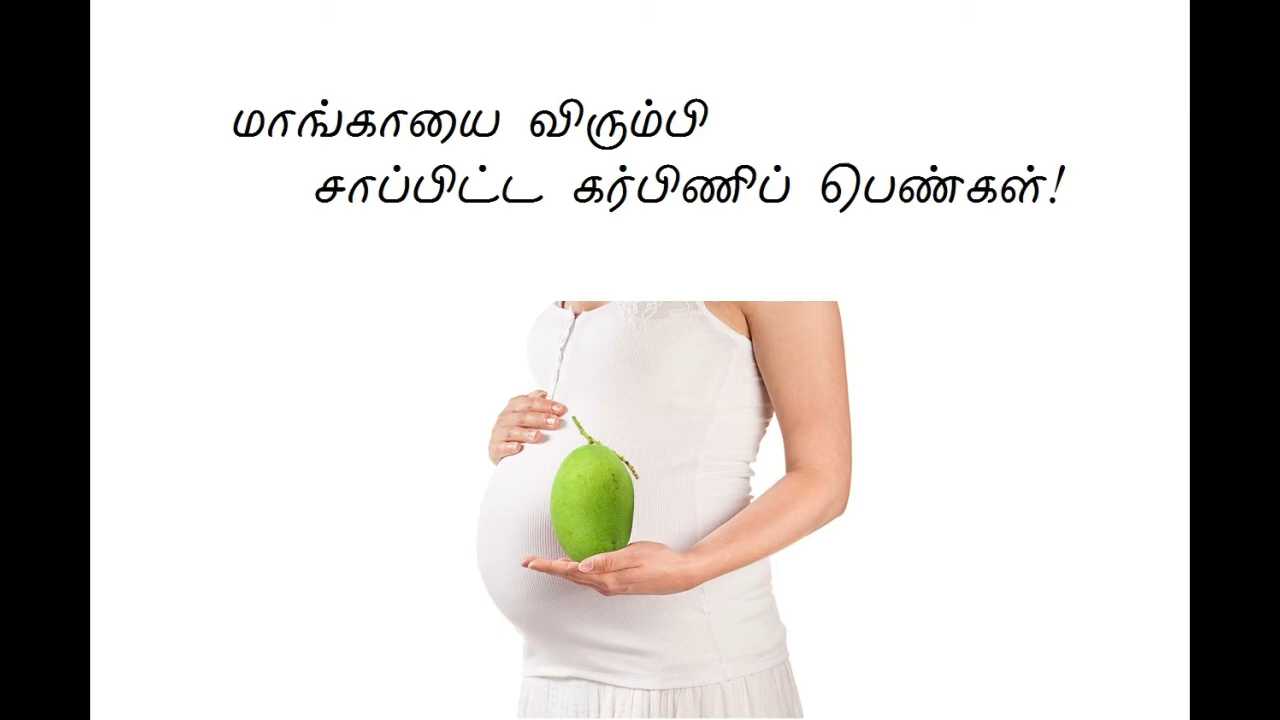 மாங்காயை விரும்பி
சாப்பிட்ட கர்பிணிப் பெண்கள்!